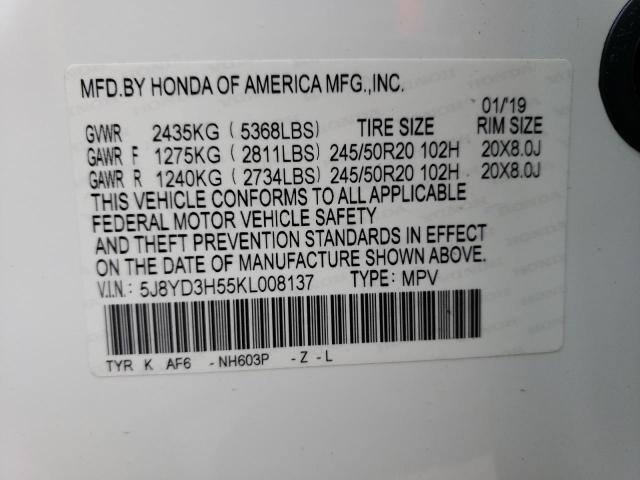 MFD.BY HONDA OF AMERICA MFG.,INC.
01/'19
GVWR 2435KG ( 5368LBS) TIRE SIZE RIM SIZE
GAWR F 1275KG ( 2811LBS) 245/50R20 102H 20X8.0J
GAWR R 1240KG ( 2734LBS) 245/50R20 102H 20X8.0J
THIS VEHICLE CONFORMS TO ALL APPLICABLE
FEDERAL MOTOR VEHICLE SAFETY
AND THEFT PREVENTION STANDARDS IN EFFECT
ON THE DATE OF MANUFACTURE SHOWN ABOVE.
V.I.N.: 5J8YD3H55KL008137 TYPE: MPV
TYR K AF6 - NH603P - Z - L